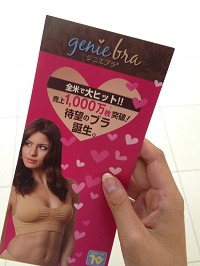 genie bra
ジニエブラ
全米で大ヒット!!
売上1,000万枚突破!
待望のブラ
誕生。